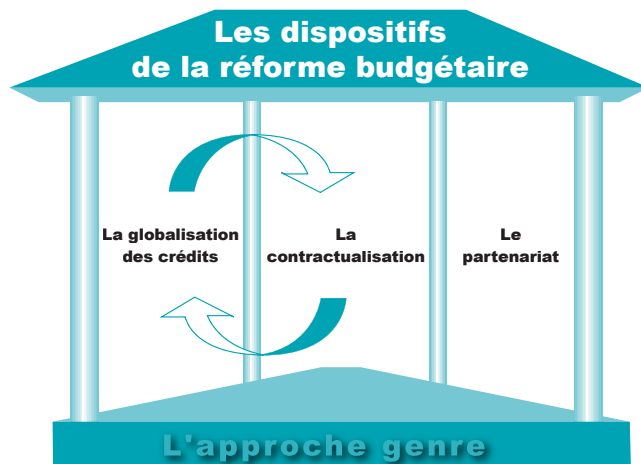 Les dispositifs
de la réforme budgétaire
La globalisation
des crédits
La
contractualisation
Le
partenariat
L'approche genre